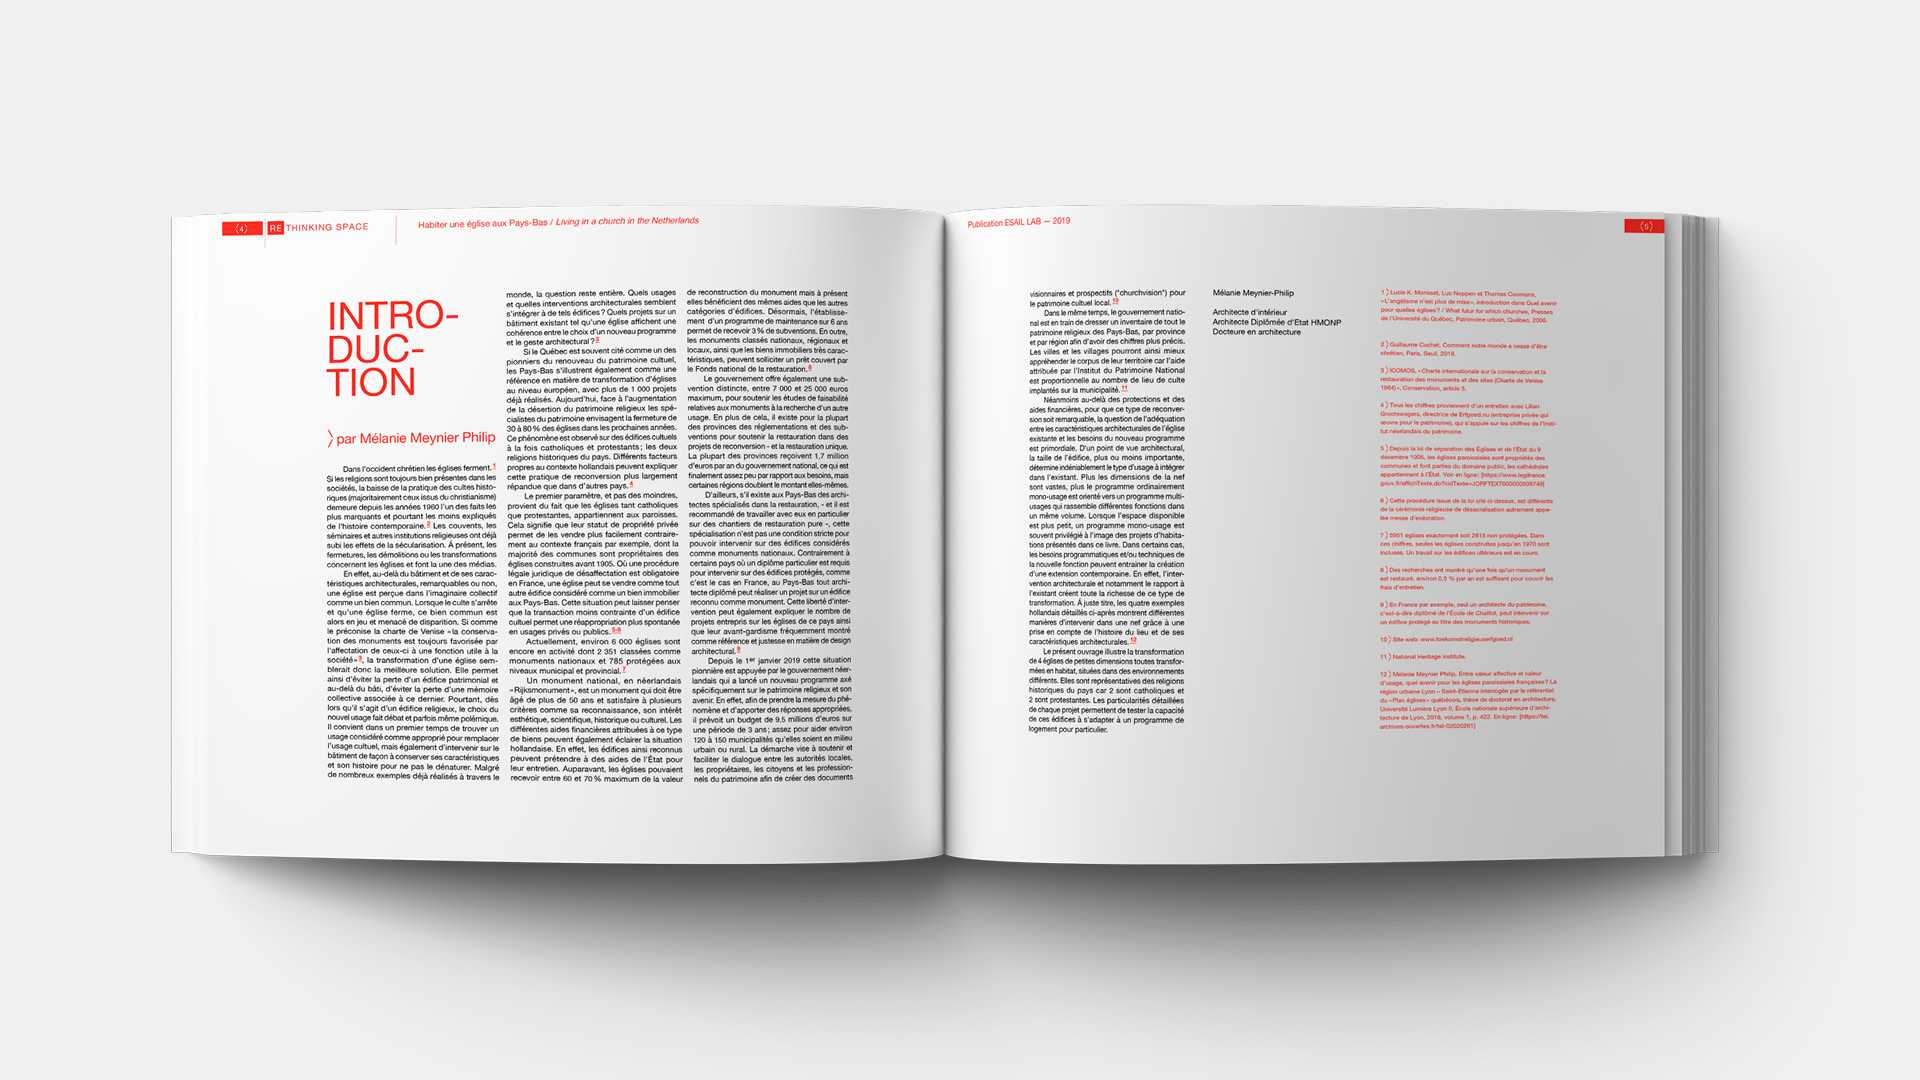 (4)
RE THINKING SPACE
Habiter une église aux Pays-Bas / Living in a church in the Netherlands
INTRO-
DUC-
TION
〉par Mélanie Meynier Philip
Dans l'occident chrétien les églises ferment. 1
Si les religions sont toujours bien présentes dans les
sociétés, la baisse de la pratique des cultes histo-
riques (majoritairement ceux issus du christianisme)
demeure depuis les années 1960 l'un des faits les
plus marquants et pourtant les moins expliqués
de l'histoire contemporaine. 2 Les couvents, les
séminaires et autres institutions religieuses ont déjà
subi les effets de la sécularisation. Á présent, les
fermetures, les démolitions ou les transformations
concernent les églises et font la une des médias.
En effet, au-delà du bâtiment et de ses carac-
téristiques architecturales, remarquables ou non,
une église est perçue dans l'imaginaire collectif
comme un bien commun. Lorsque le culte s'arrête
et qu'une église ferme, ce bien commun est
alors en jeu et menacé de disparition. Si comme
le préconise la charte de Venise «la conserva-
tion des monuments est toujours favorisée par
l'affectation de ceux-ci à une fonction utile à la
société» 3, la transformation d'une église sem-
blerait donc la meilleure solution. Elle permet
ainsi d'éviter la perte d'un édifice patrimonial et
au-delà du bâti, d'éviter la perte d'une mémoire
collective associée à ce dernier. Pourtant, dès
lors qu'il s'agit d'un édifice religieux, le choix du
nouvel usage fait débat et parfois même polémique.
Il convient dans un premier temps de trouver un
usage considéré comme approprié pour remplacer
l'usage cultuel, mais également d'intervenir sur le
bâtiment de façon à conserver ses caractéristiques
et son histoire pour ne pas le dénaturer. Malgré
de nombreux exemples déjà réalisés à travers le
monde, la question reste entière. Quels usages
et quelles interventions architecturales semblent
s'intégrer à de tels édifices ? Quels projets sur un
bâtiment existant tel qu'une église affichent une
cohérence entre le choix d'un nouveau programme
et le geste architectural ? 3
Si le Québec est souvent cité comme un des
pionniers du renouveau du patrimoine cultuel,
les Pays-Bas s'illustrent également comme une
référence en matière de transformation d'églises
au niveau européen, avec plus de 1 000 projets
déjà réalisés. Aujourd'hui, face à l'augmentation
de la désertion du patrimoine religieux les spé-
cialistes du patrimoine envisagent la fermeture de
30 à 80 % des églises dans les prochaines années.
Ce phénomène est observé sur des édifices cultuels
à la fois catholiques et protestants ; les deux
religions historiques du pays. Différents facteurs
propres au contexte hollandais peuvent expliquer
cette pratique de reconversion plus largement
répandue que dans d'autres pays. 4
Le premier paramètre, et pas des moindres,
provient du fait que les églises tant catholiques
que protestantes, appartiennent aux paroisses.
Cela signifie que leur statut de propriété privée
permet de les vendre plus facilement contraire-
ment au contexte français par exemple, dont la
majorité des communes sont propriétaires des
églises construites avant 1905. Où une procédure
légale juridique de désaffectation est obligatoire
en France, une église peut se vendre comme tout
autre édifice considéré comme un bien immobilier
aux Pays-Bas. Cette situation peut laisser penser
que la transaction moins contrainte d'un édifice
cultuel permet une réappropriation plus spontanée
en usages privés ou publics. 5-6
Actuellement, environ 6 000 églises sont
encore en activité dont 2 351 classées comme
monuments nationaux et 785 protégées aux
niveaux municipal et provincial. 7
Un monument national, en néerlandais
«Rijksmonument», est un monument qui doit être
âgé de plus de 50 ans et satisfaire à plusieurs
critères comme sa reconnaissance, son intérêt
esthétique, scientifique, historique ou culturel. Les
différentes aides financières attribuées à ce type
de biens peuvent également éclairer la situation
hollandaise. En effet, les édifices ainsi reconnus
peuvent prétendre à des aides de l'État pour
leur entretien. Auparavant, les églises pouvaient
recevoir entre 60 et 70 % maximum de la valeur
de reconstruction du monument mais à présent
elles bénéficient des mêmes aides que les autres
catégories d'édifices. Désormais, l'établisse-
ment d'un programme de maintenance sur 6 ans
permet de recevoir 3 % de subventions. En outre,
les monuments classés nationaux, régionaux et
locaux, ainsi que les biens immobiliers très carac-
téristiques, peuvent solliciter un prêt couvert par
le Fonds national de la restauration. 8
Le gouvernement offre également une sub-
vention distincte, entre 7 000 et 25 000 euros
maximum, pour soutenir les études de faisabilité
relatives aux monuments à la recherche d'un autre
usage. En plus de cela, il existe pour la plupart
des provinces des réglementations et des sub-
ventions pour soutenir la restauration dans des
projets de reconversion - et la restauration unique.
La plupart des provinces reçoivent 1,7 million
d'euros par an du gouvernement national, ce qui est
finalement assez peu par rapport aux besoins, mais
certaines régions doublent le montant elles-mêmes.
D'ailleurs, s'il existe aux Pays-Bas des archi-
tectes spécialisés dans la restauration, - et il est
recommandé de travailler avec eux en particulier
sur des chantiers de restauration pure -, cette
spécialisation n'est pas une condition stricte pour
pouvoir intervenir sur des édifices considérés
comme monuments nationaux. Contrairement à
certains pays où un diplôme particulier est requis
pour intervenir sur des édifices protégés, comme
c'est le cas en France, au Pays-Bas tout archi-
tecte diplômé peut réaliser un projet sur un édifice
reconnu comme monument. Cette liberté d'inter-
vention peut également expliquer le nombre de
projets entrepris sur les églises de ce pays ainsi
que leur avant-gardisme fréquemment montré
comme référence et justesse en matière de design
architectural. 9
Depuis le 1er janvier 2019 cette situation
pionnière est appuyée par le gouvernement néer-
landais qui a lancé un nouveau programme axé
spécifiquement sur le patrimoine religieux et son
avenir. En effet, afin de prendre la mesure du phé-
nomène et d'apporter des réponses appropriées,
il prévoit un budget de 9,5 millions d'euros sur
une période de 3 ans ; assez pour aider environ
120 à 150 municipalités qu'elles soient en milieu
urbain ou rural. La démarche vise à soutenir et
faciliter le dialogue entre les autorités locales,
les propriétaires, les citoyens et les profession-
nels du patrimoine afin de créer des documents
Publication ESAIL LAB — 2019
(5)
visionnaires et prospectifs ("churchvision") pour
le patrimoine cultuel local. 10
Dans le même temps, le gouvernement natio-
nal est en train de dresser un inventaire de tout le
patrimoine religieux des Pays-Bas, par province
et par région afin d'avoir des chiffres plus précis.
Les villes et les villages pourront ainsi mieux
appréhender le corpus de leur territoire car l'aide
attribuée par l'Institut du Patrimoine National
est proportionnelle au nombre de lieu de culte
implantés sur la municipalité. 11
Néanmoins au-delà des protections et des
aides financières, pour que ce type de reconver-
sion soit remarquable, la question de l'adéquation
entre les caractéristiques architecturales de l'église
existante et les besoins du nouveau programme
est primordiale. D'un point de vue architectural,
la taille de l'édifice, plus ou moins importante,
détermine indéniablement le type d'usage à intégrer
dans l'existant. Plus les dimensions de la nef
sont vastes, plus le programme ordinairement
mono-usage est orienté vers un programme multi-
usages qui rassemble différentes fonctions dans
un même volume. Lorsque l'espace disponible
est plus petit, un programme mono-usage est
souvent privilégié à l'image des projets d'habita-
tions présentés dans ce livre. Dans certains cas,
les besoins programmatiques et/ou techniques de
la nouvelle fonction peuvent entrainer la création
d'une extension contemporaine. En effet, l'inter-
vention architecturale et notamment le rapport à
l'existant créent toute la richesse de ce type de
transformation. Á juste titre, les quatre exemples
hollandais détaillés ci-après montrent différentes
manières d'intervenir dans une nef grâce à une
prise en compte de l'histoire du lieu et de ses
caractéristiques architecturales. 12
Le présent ouvrage illustre la transformation
de 4 églises de petites dimensions toutes transfor-
mées en habitat, situées dans des environnements
différents. Elles sont représentatives des religions
historiques du pays car 2 sont catholiques et
2 sont protestantes. Les particularités détaillées
de chaque projet permettent de tester la capacité
de ces édifices à s'adapter à un programme de
logement pour particulier.
Mélanie Meynier-Philip
Architecte d'intérieur
Architecte Diplômée d'Etat HMONP
Docteure en architecture
1 〉Lucie K. Morisset, Luc Noppen et Thomas Coomans,
«L'angélisme n'est plus de mise», introduction dans Quel avenir
pour quelles églises? / What futur for which churches, Presses
de l'Université du Québec, Patrimoine urbain, Québec, 2006.
2 〉Guillaume Cuchet, Comment notre monde a cessé d'être
chrétien, Paris, Seuil, 2018.
3 〉ICOMOS, «Charte internationale sur la conservation et la
restauration des monuments et des sites (Charte de Venise
1964)», Conservation, article 5.
4 〉Tous les chiffres proviennent d'un entretien avec Lilian
Grootswagers, directrice de Erfgoed.nu (entreprise privée qui
œuvre pour le patrimoine), qui s'appuie sur les chiffres de l'Insti-
tut néerlandais du patrimoine.
5 〉Depuis la loi de séparation des Églises et de l'État du 9
décembre 1905, les églises paroissiales sont propriétés des
communes et font parties du domaine public, les cathédrales
appartiennent à l'État. Voir en ligne: [https://www.legifrance.
gouv.fr/affichTexte.do?cidTexte=JORFTEXT000000508749]
6 〉Cette procédure issue de la loi cité ci-dessus, est différente
de la cérémonie religieuse de désacralisation autrement appe-
lée messe d'exécration.
7 〉5951 églises exactement soit 2816 non protégées. Dans
ces chiffres, seules les églises construites jusqu'en 1970 sont
incluses. Un travail sur les édifices ultérieurs est en cours.
8 〉Des recherches ont montré qu'une fois qu'un monument
est restauré, environ 0,5 % par an est suffisant pour couvrir les
frais d'entretien.
9 〉En France par exemple, seul un architecte du patrimoine,
c'est-à-dire diplômé de l'École de Chaillot, peut intervenir sur
un édifice protégé au titre des monuments historiques.
10 〉Site web: www.toekomstreligieuserfgoed.nl
11 〉National Heritage institute.
12 〉Mélanie Meynier Philip, Entre valeur affective et valeur
d'usage, quel avenir pour les églises paroissiales françaises? La
région urbaine Lyon – Saint-Etienne interrogée par le référentiel
du «Plan églises» québécois, thèse de doctorat en architecture,
Université Lumière Lyon II, École nationale supérieure d'archi-
tecture de Lyon, 2018, volume 1, p. 422. En ligne: [https://tel.
archives-ouvertes.fr/tel-02020291]